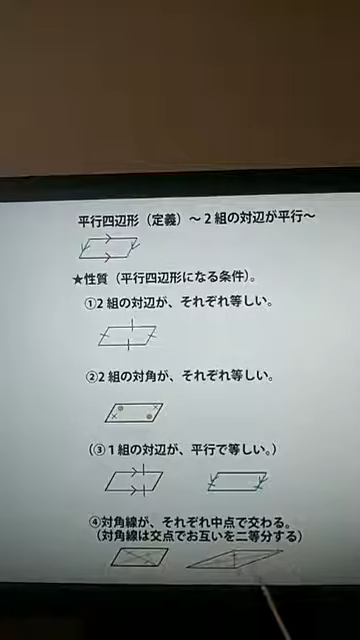 平行四辺形（定義）～２組の対辺が平行～
★性質（平行四辺形になる条件）。
①２組の対辺が、それぞれ等しい。
②２組の対角が、それぞれ等しい。
（③１組の対辺が、平行で等しい。）
④対角線が、それぞれ中点で交わる。
（対角線は交点でお互いを二等分する）